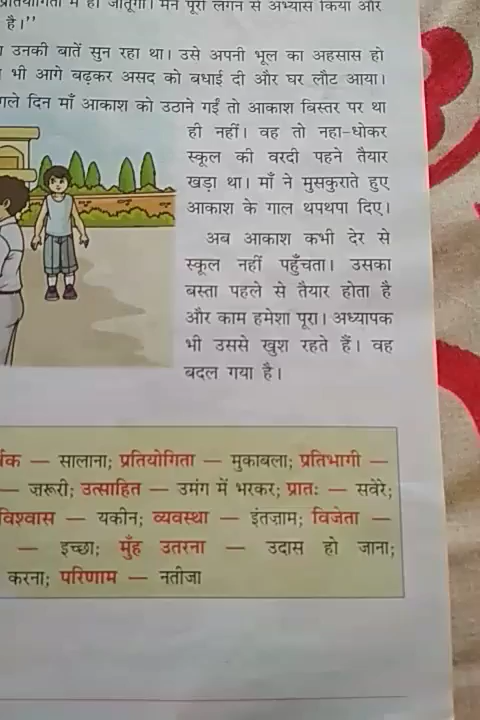 प्रतियोगिता में ही जीतूँगा। मैंने पूरी लगन से अभ्यास किया और
है।"
उनकी बातें सुन रहा था। उसे अपनी भूल का अहसास हो
भी आगे बढ़कर असद को बधाई दी और घर लौट आया।
गले दिन माँ आकाश को उठाने गईं तो आकाश बिस्तर पर था
ही नहीं। वह तो नहा-धोकर
स्कूल की वरदी पहने तैयार
खड़ा था। माँ ने मुसकुराते हुए
आकाश के गाल थपथपा दिए।
अब आकाश कभी देर से
स्कूल नहीं पहुँचता। उसका
बस्ता पहले से तैयार होता है
और काम हमेशा पूरा। अध्यापक
भी उससे खुश रहते हैं। वह
बदल गया है।
र्षिक — सालाना; प्रतियोगिता — मुकाबला; प्रतिभागी —
— ज़रूरी; उत्साहित — उमंग में भरकर; प्रातः — सवेरे;
विश्वास — यकीन; व्यवस्था — इंतज़ाम; विजेता —
— इच्छा; मुँह उतरना — उदास हो जाना;
करना; परिणाम — नतीजा